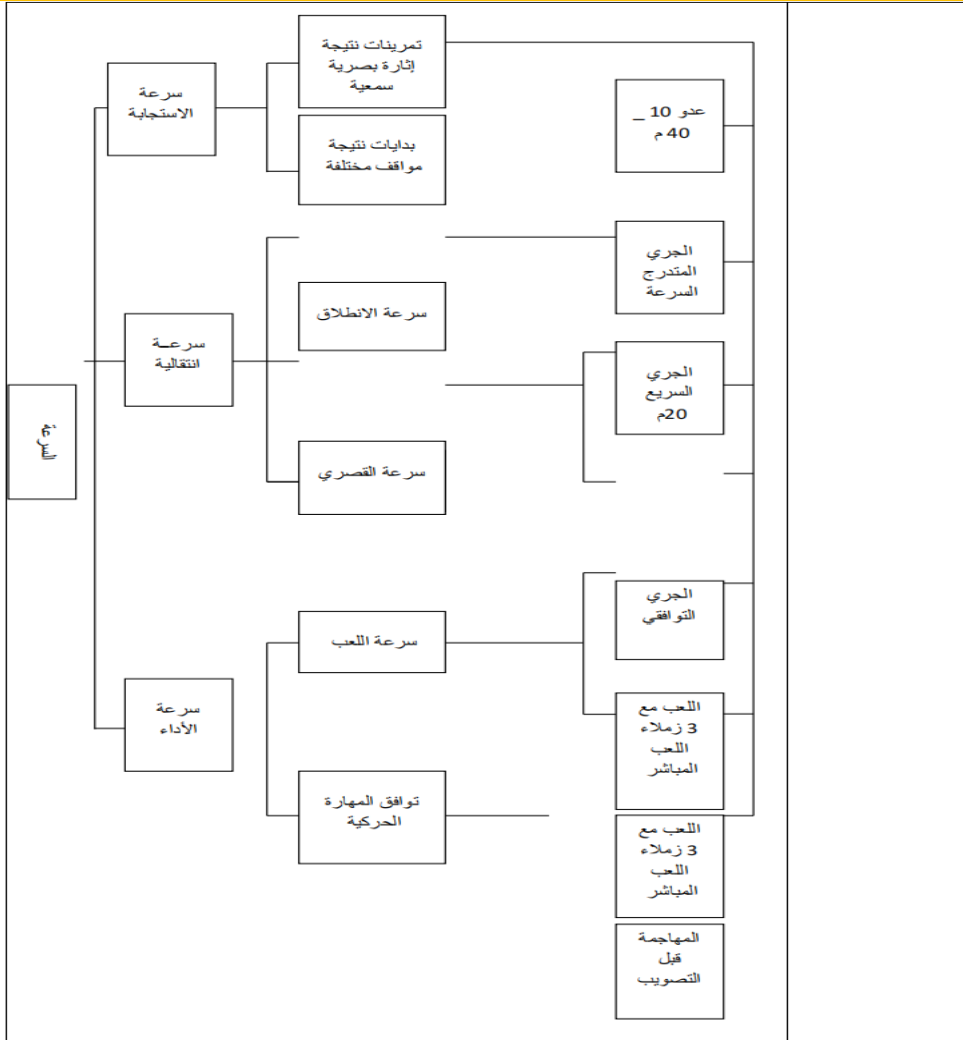 السرعة
سرعة
الاستجابة
سرعــة
انتقالية
سرعة
الأداء
تمرينات نتيجة
إثارة بصرية
سمعية
بدايات نتيجة
مواقف مختلفة
سرعة الانطلاق
سرعة القصري
سرعة اللعب
توافق المهارة
الحركية
عدو 10 _
40 م
الجري
المتدرج
السرعة
الجري
السريع
20م
الجري
التوافقي
اللعب مع
3 زملاء
اللعب
المباشر
اللعب مع
3 زملاء
اللعب
المباشر
المهاجمة
قبل
التصويب